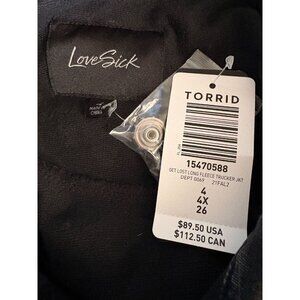 LoveSick
MADE IN
CHINA
TORRID
15470588
GET LOST LONG FLEECE TRUCKER JKT
DEPT 0069 21FAL2
4
4X
26
$89.50 USA
$112.50 CAN